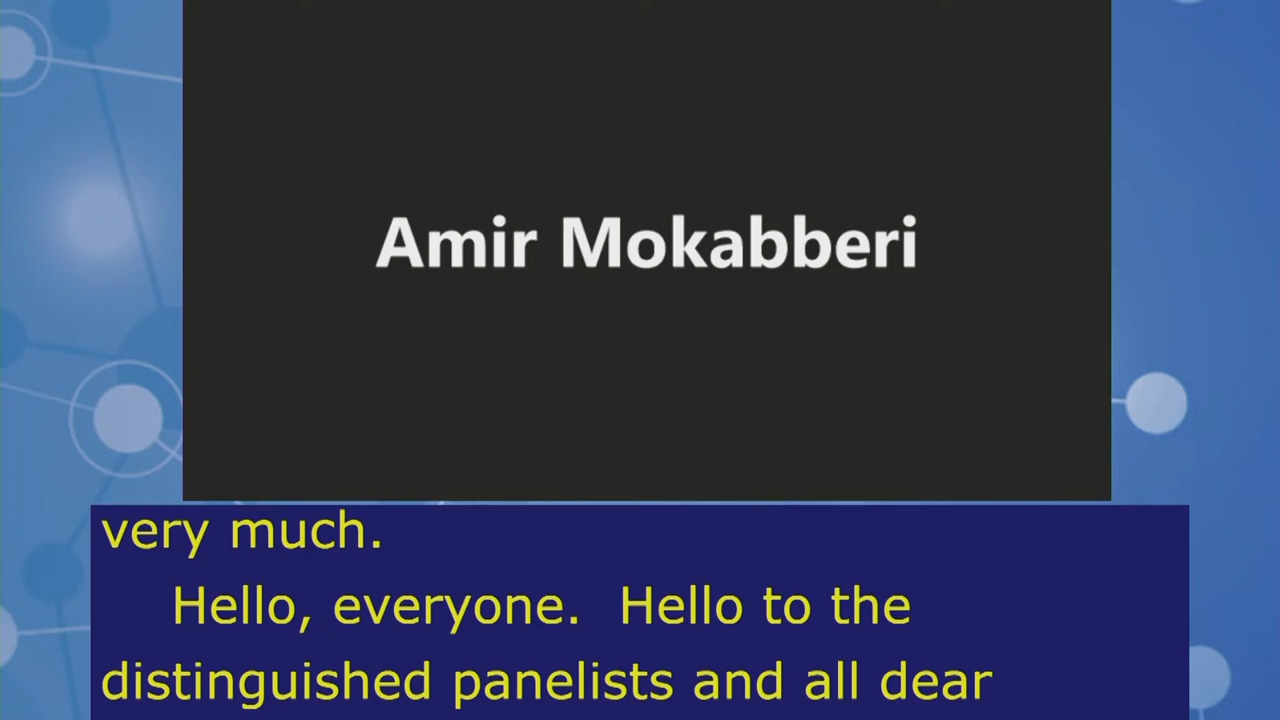 Amir Mokabberi
very much.
Hello, everyone.  Hello to the
distinguished panelists and all dear